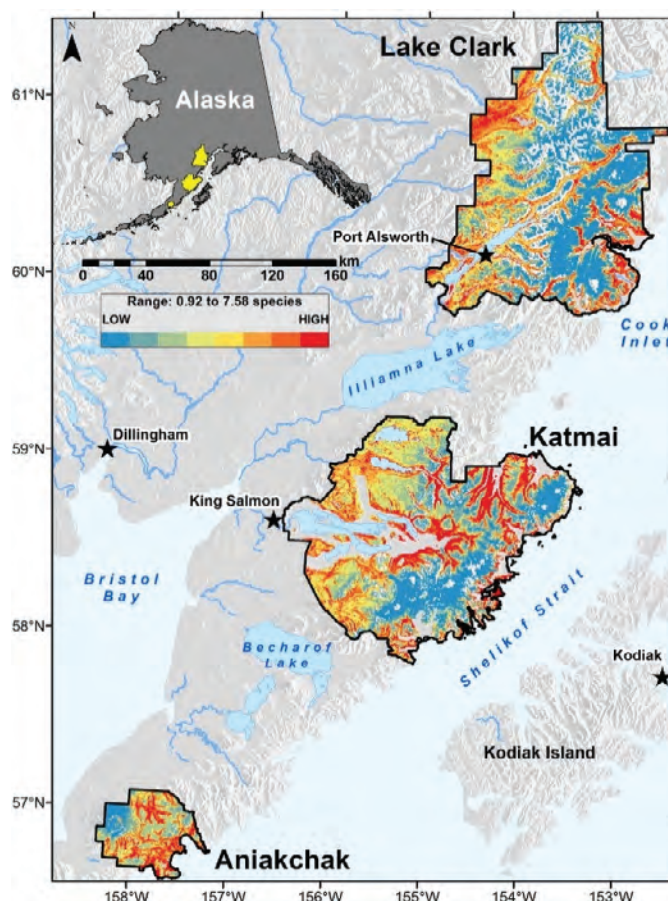 N
Lake Clark
61°N
Alaska
Port Alsworth
km
0 20 40 80 120 160
60°N
Range: 0.92 to 7.58 species
LOW HIGH
Cook
Inlet
Iliamna Lake
59°N
Dillingham
Katmai
King Salmon
Bristol
Bay
58°N
Shelikof Strait
Becharof
Lake
Kodiak
Kodiak Island
57°N
Aniakchak
158°W 157°W 156°W 155°W 154°W 153°W